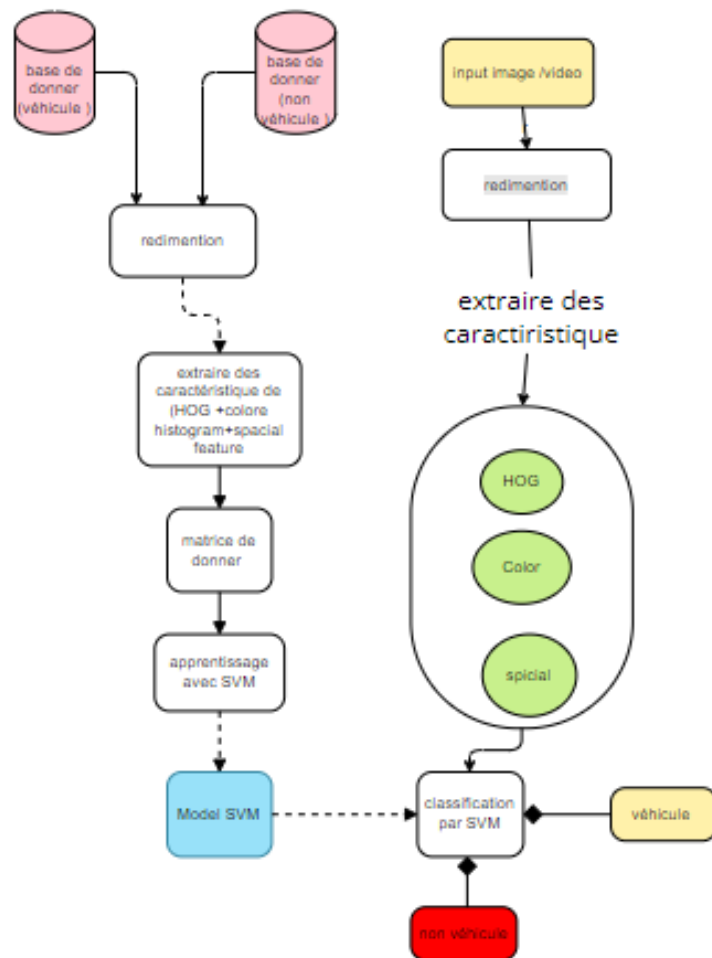 base de
donner
(véhicule )
base de
donner
(non
véhicule )
redimention
extraire des
caractéristique de
(HOG +colore
histogram+spacial
feature
matrice de
donner
apprentissage
avec SVM
Model SVM
input image /video
redimention
extraire des
caractiristique
HOG
Color
spicial
classification
par SVM
véhicule
non véhicule